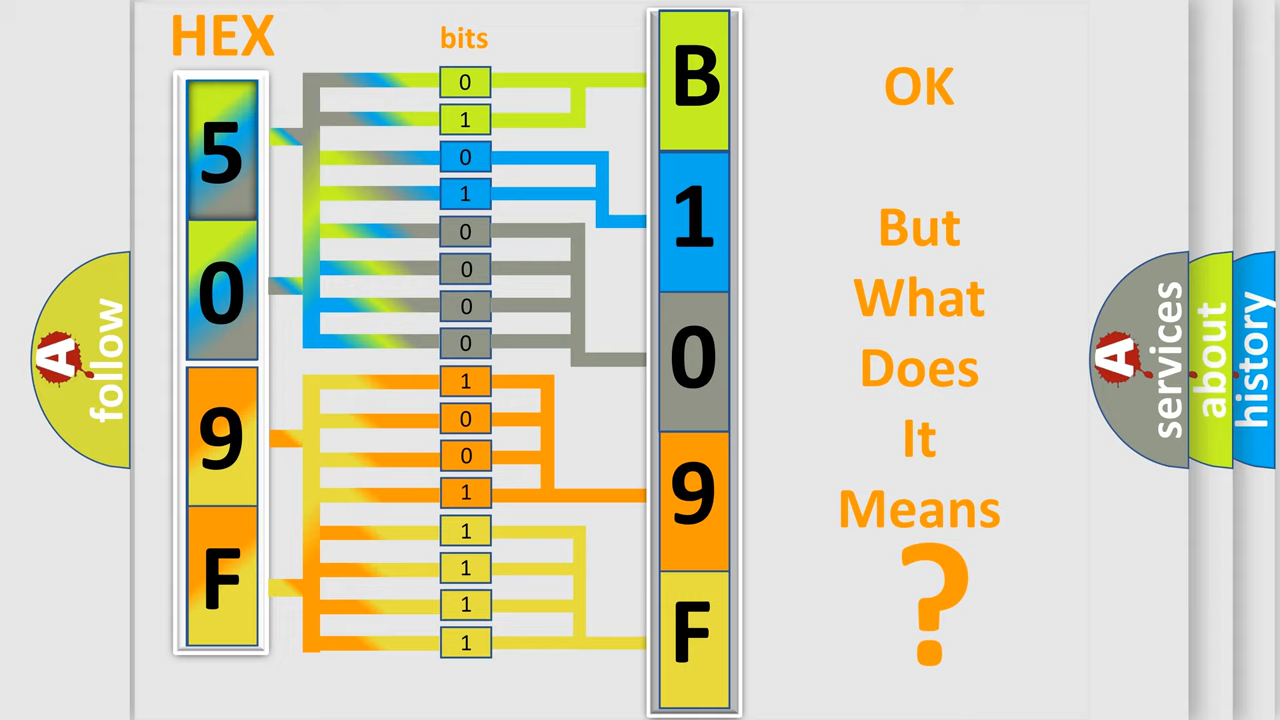 HEX
bits
5
0
9
F
0
1
0
1
0
0
0
0
1
0
0
1
1
1
1
1
B
1
0
9
F
OK
But
What
Does
It
Means
?
A
follow
A
services
about
history